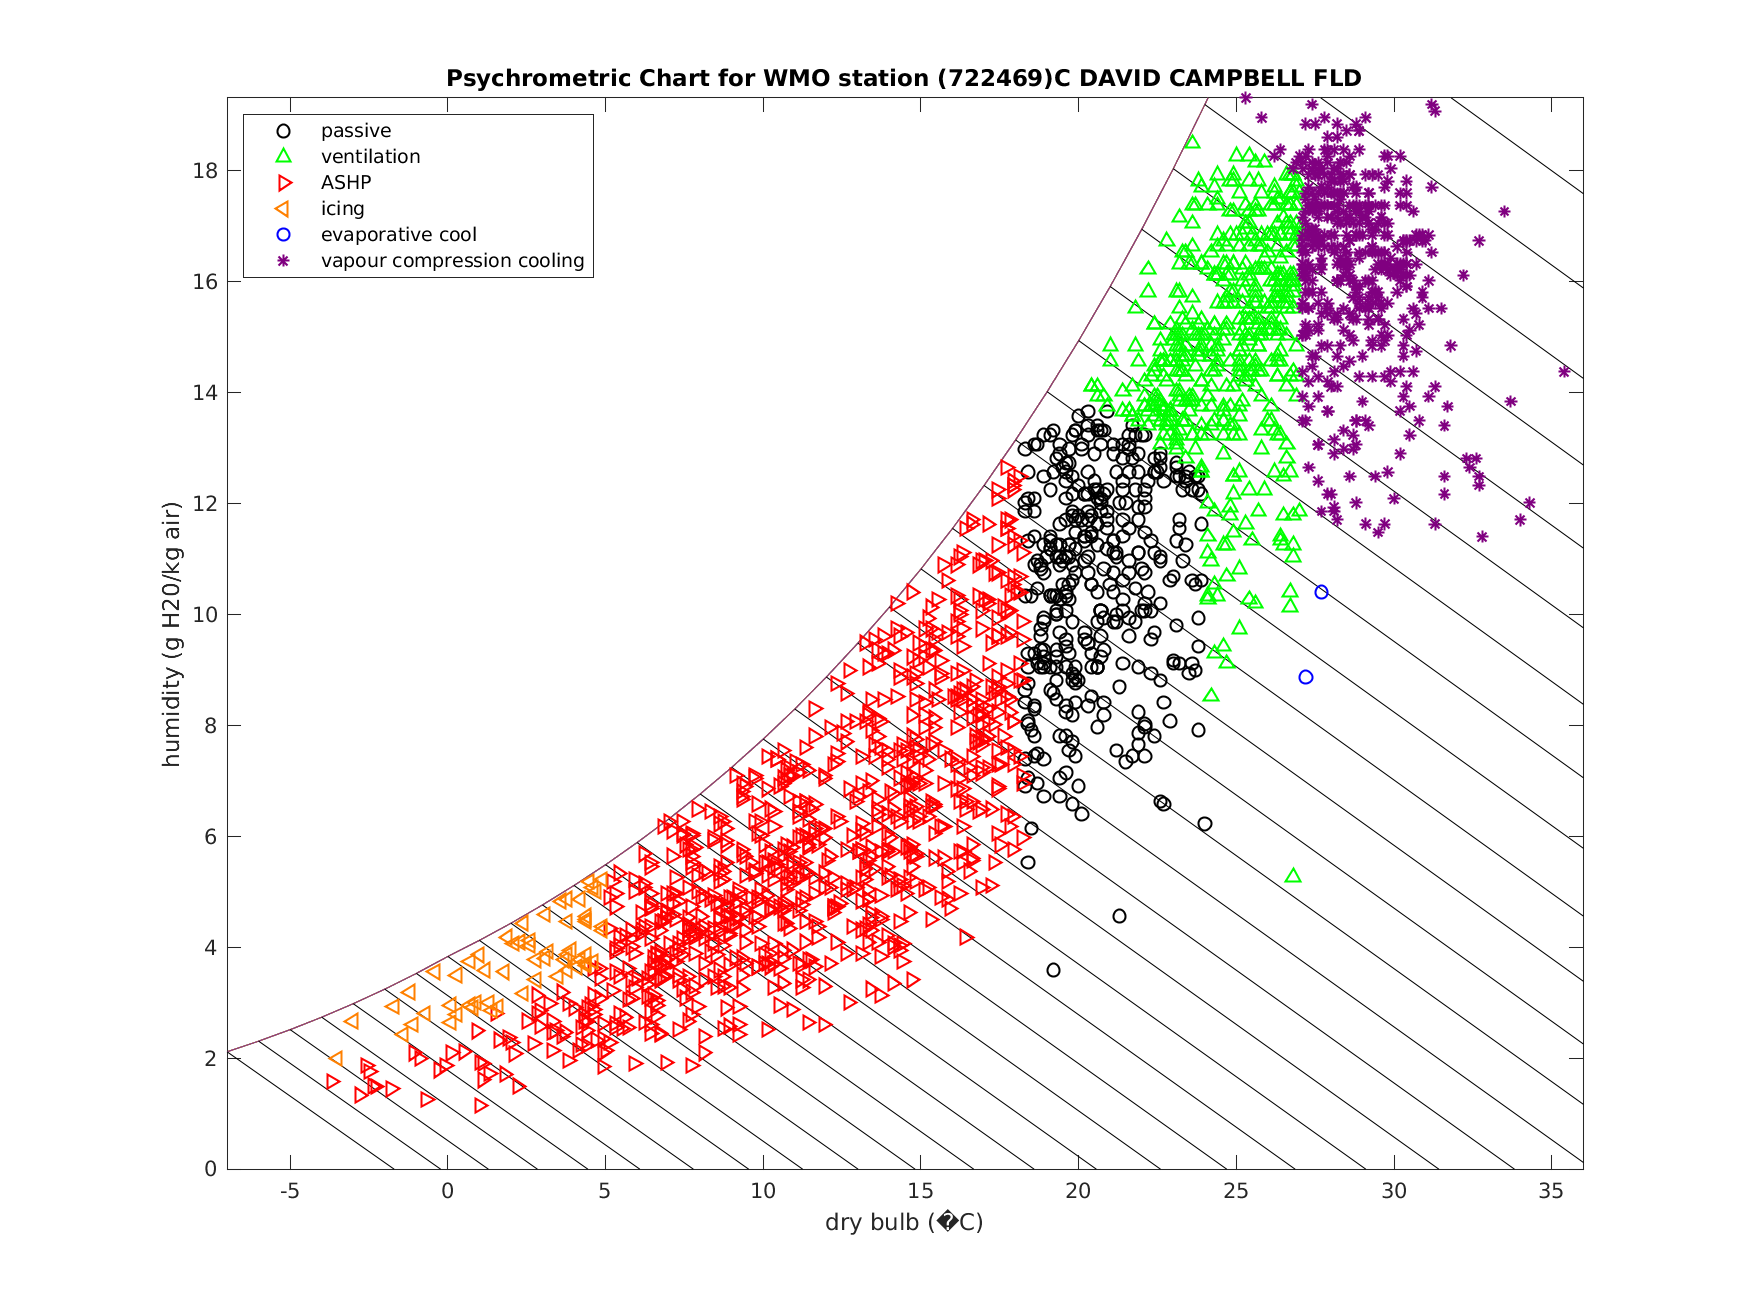 Psychrometric Chart for WMO station (722469)C DAVID CAMPBELL FLD
passive
ventilation
ASHP
icing
evaporative cool
vapour compression cooling
humidity (g H20/kg air)
18
16
14
12
10
8
6
4
2
0
-5 0 5 10 15 20 25 30 35
dry bulb (�C)